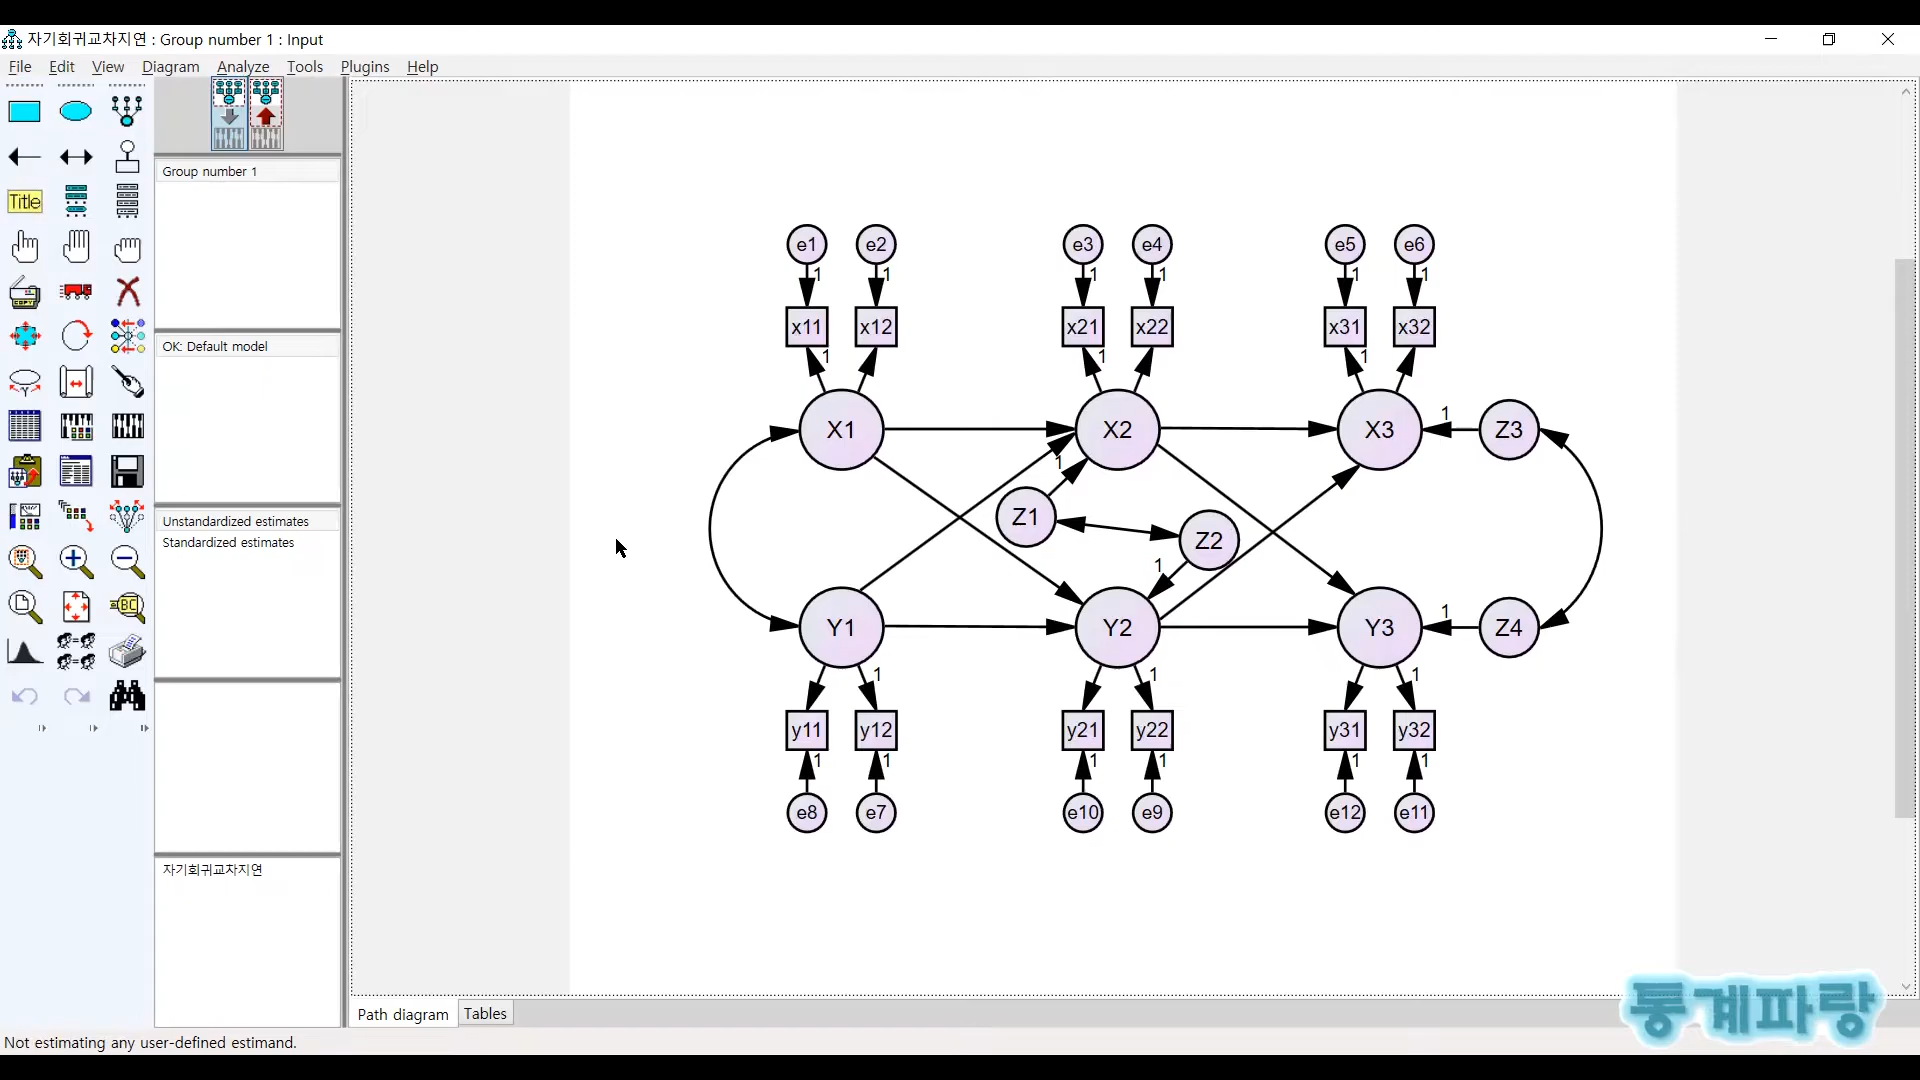 자기회귀교차지연 : Group number 1 : Input
File Edit View Diagram Analyze Tools Plugins Help
Title
Group number 1
OK: Default model
Unstandardized estimates
Standardized estimates
자기회귀교차지연
e1 e2 e3 e4 e5 e6
1 1 1 1 1 1
x11 x12 x21 x22 x31 x32
1 1 1
X1 X2 X3 1 Z3
1
Z1 Z2
1
Y1 Y2 Y3 1 Z4
1 1 1
y11 y12 y21 y22 y31 y32
1 1 1 1 1 1
e8 e7 e10 e9 e12 e11
Path diagram Tables
통계파랑
Not estimating any user-defined estimand.